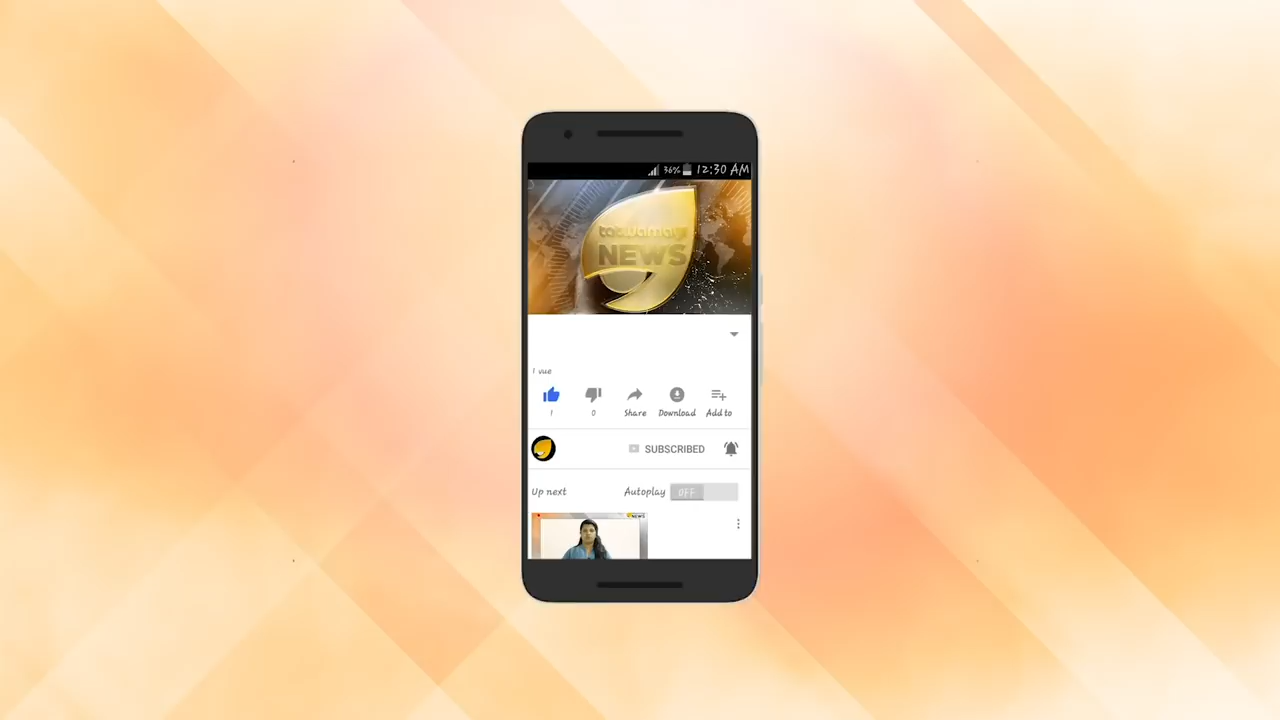 36% 12:30 AM
tatwamayi
NEWS
1 vue
1
0
Share
Download
Add to
SUBSCRIBED
Up next
Autoplay
OFF
NEWS